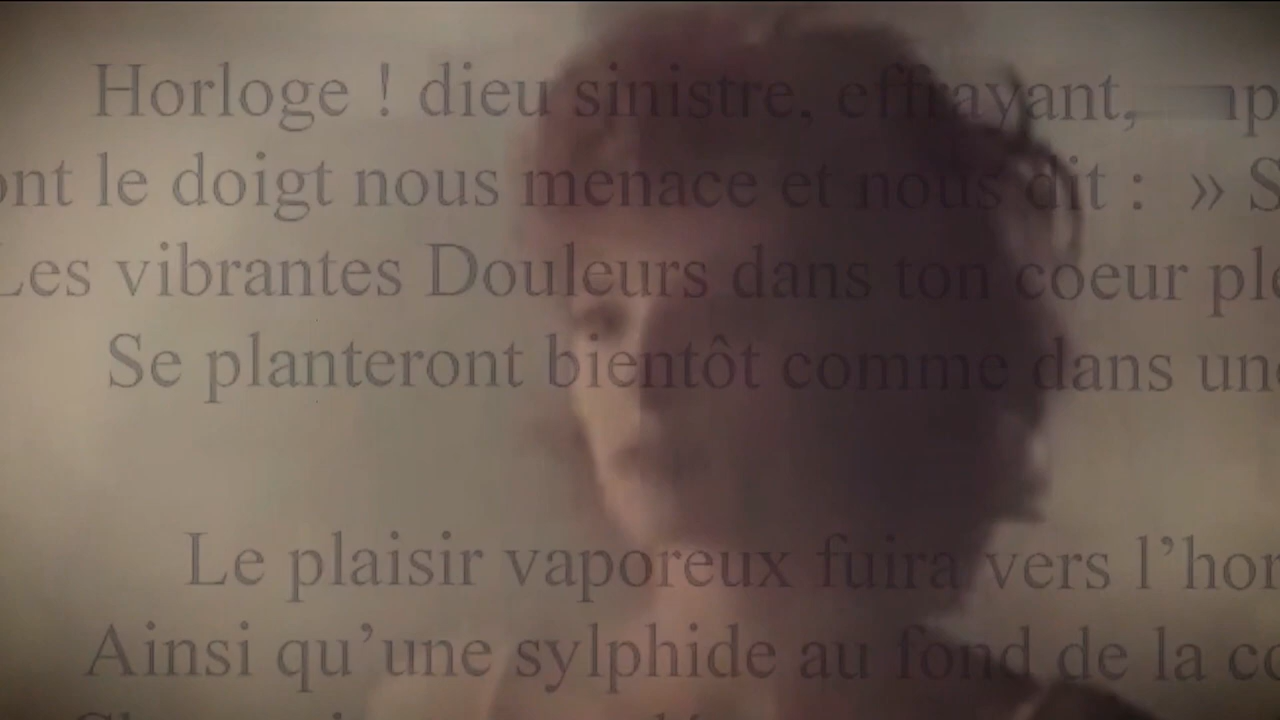 Horloge ! dieu sinistre, effrayant,
ont le doigt nous menace et nous dit : » S
Les vibrantes Douleurs dans ton coeur ple
Se planteront bientôt comme dans un
Le plaisir vaporeux fuira vers l’hor
Ainsi qu’une sylphide au fond de la co